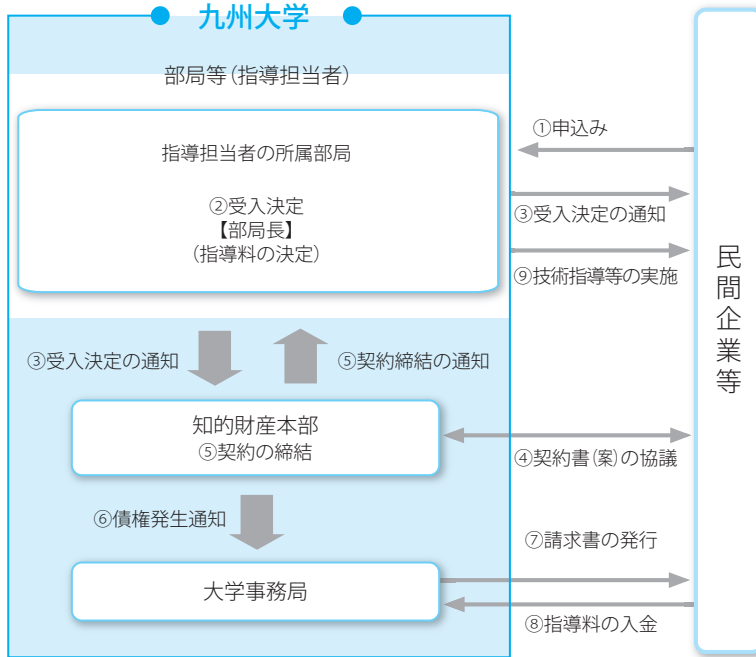 九州大学
部局等(指導担当者)
指導担当者の所属部局
②受入決定
【部局長】
(指導料の決定)
①申込み
③受入決定の通知
⑨技術指導等の実施
民間企業等
③受入決定の通知
⑤契約締結の通知
知的財産本部
⑤契約の締結
④契約書(案)の協議
⑥債権発生通知
⑦請求書の発行
大学事務局
⑧指導料の入金